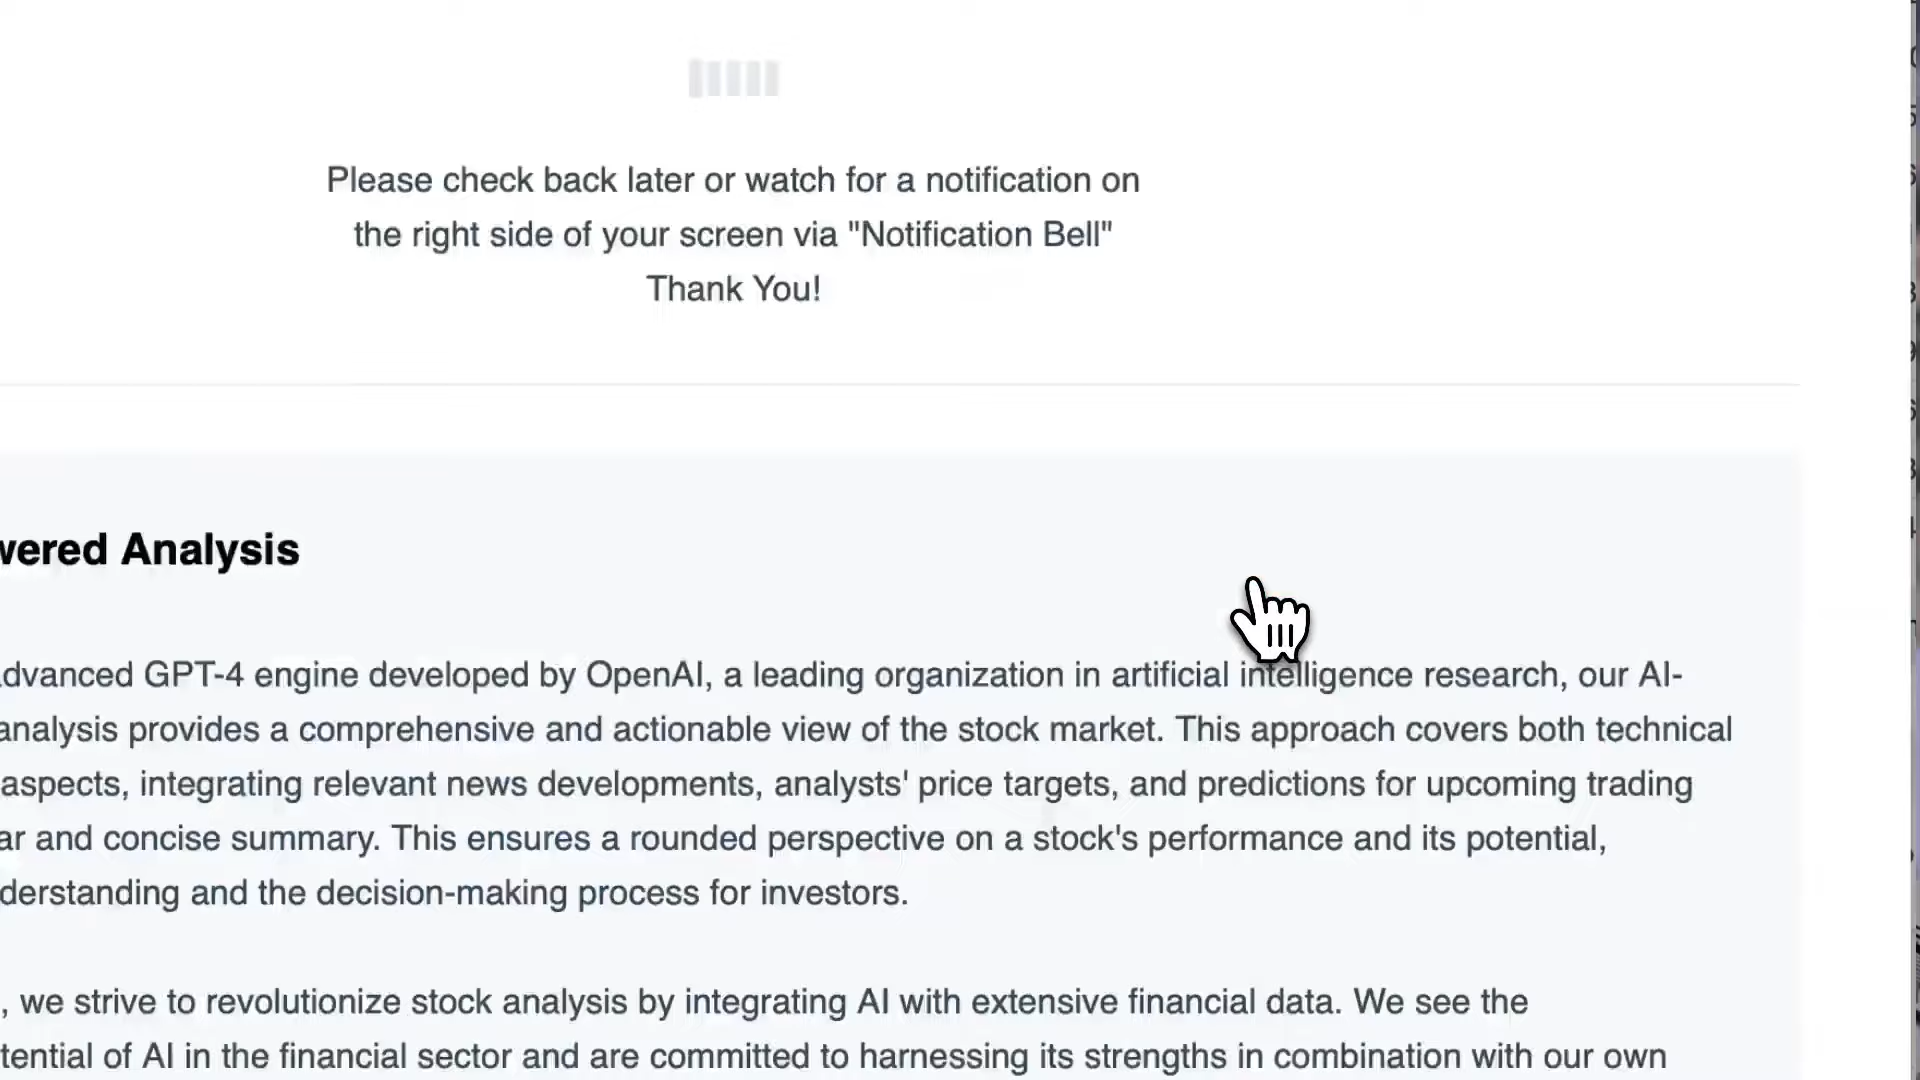 Please check back later or watch for a notification on
the right side of your screen via "Notification Bell"
Thank You!
wered Analysis
dvanced GPT-4 engine developed by OpenAI, a leading organization in artificial intelligence research, our AI-
analysis provides a comprehensive and actionable view of the stock market. This approach covers both technical
aspects, integrating relevant news developments, analysts' price targets, and predictions for upcoming trading
ar and concise summary. This ensures a rounded perspective on a stock's performance and its potential,
derstanding and the decision-making process for investors.
, we strive to revolutionize stock analysis by integrating AI with extensive financial data. We see the
tential of AI in the financial sector and are committed to harnessing its strengths in combination with our own